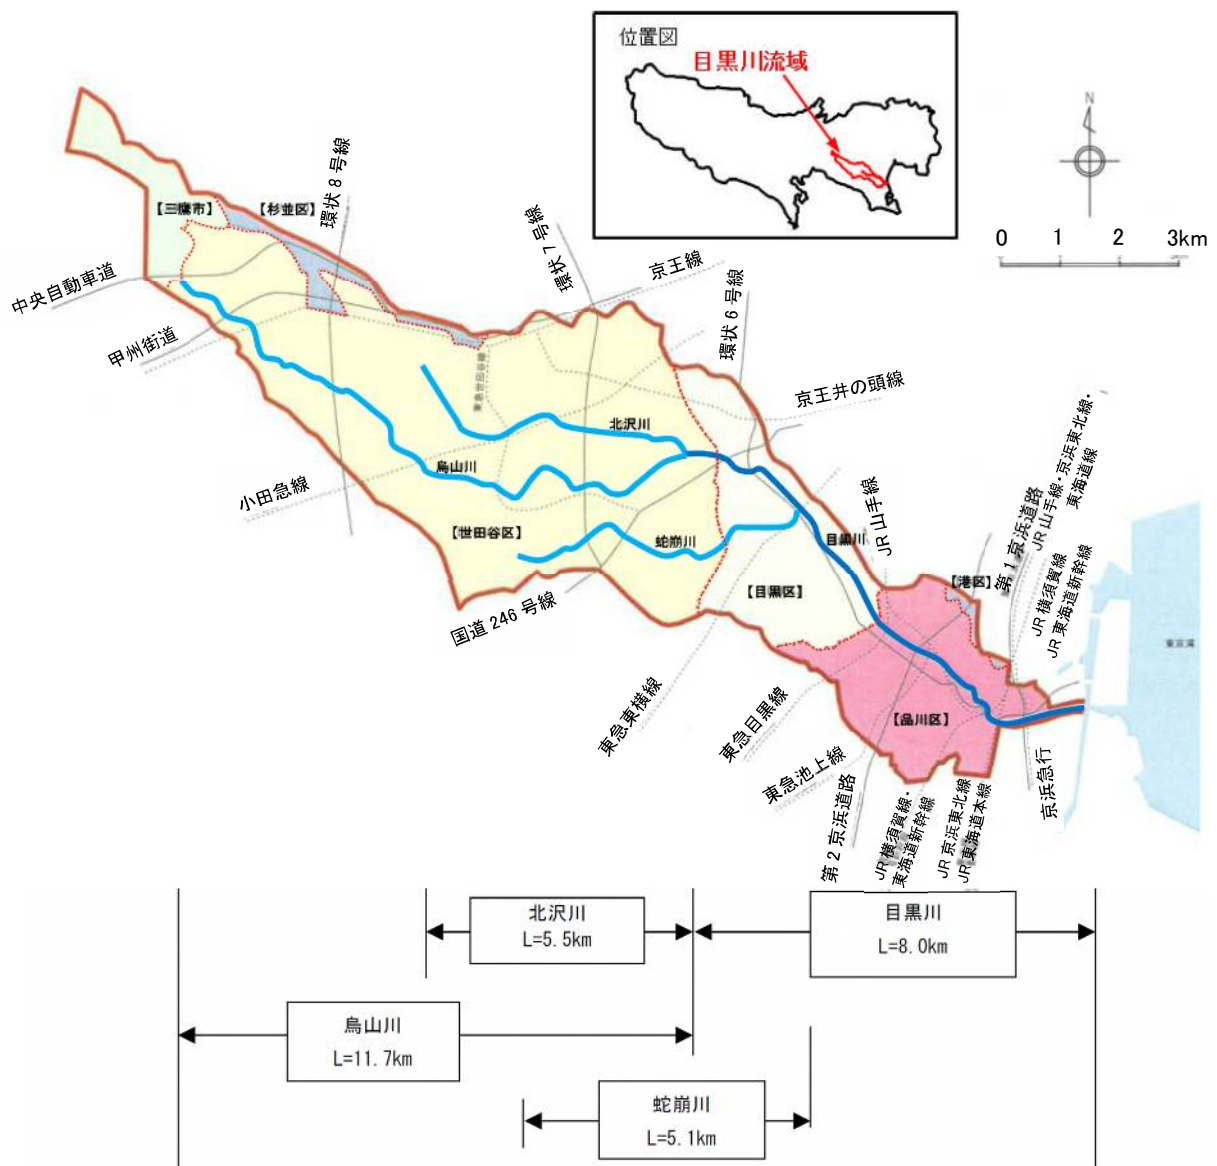 位置図
目黒川流域
N
0 1 2 3km
環状8号線
【三鷹市】
【杉並区】
環状7号線
京王線
中央自動車道
環状6号線
甲州街道
東急世田谷線
京王井の頭線
北沢川
烏山川
小田急線
JR山手線
第1京浜道路
JR山手線・京浜東北線・
東海道線
【世田谷区】
蛇崩川
目黒川
【港区】
JR横須賀線
JR東海道新幹線
【目黒区】
国道246号線
東京湾
東急東横線
東急目黒線
【品川区】
東急池上線
第2京浜道路
JR横須賀線・
東海道新幹線
JR京浜東北線
JR東海道本線
京浜急行
北沢川
L=5.5km
目黒川
L=8.0km
烏山川
L=11.7km
蛇崩川
L=5.1km